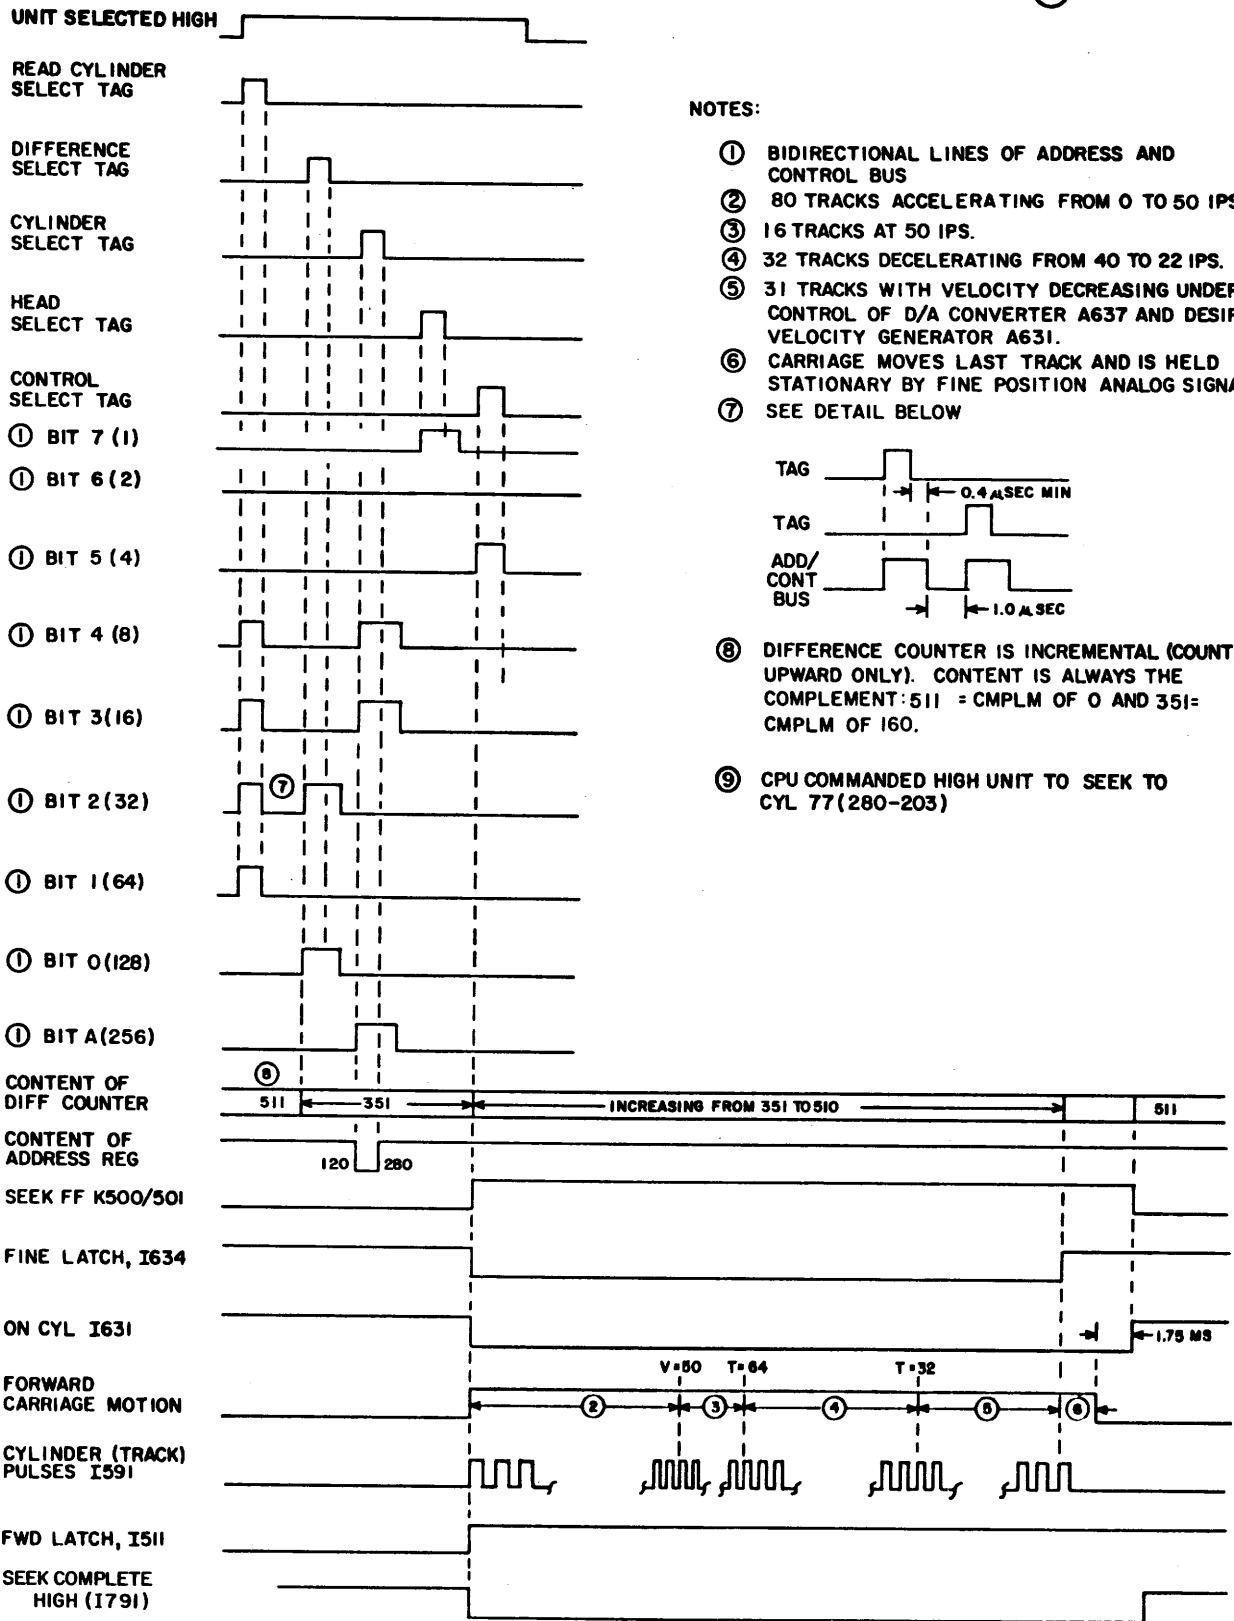 UNIT SELECTED HIGH
READ CYLINDER
SELECT TAG
DIFFERENCE
SELECT TAG
CYLINDER
SELECT TAG
HEAD
SELECT TAG
CONTROL
SELECT TAG
① BIT 7 (1)
① BIT 6 (2)
① BIT 5 (4)
① BIT 4 (8)
① BIT 3 (16)
① BIT 2 (32)
⑦
① BIT 1 (64)
① BIT 0 (128)
① BIT A (256)
NOTES:
① BIDIRECTIONAL LINES OF ADDRESS AND
CONTROL BUS
② 80 TRACKS ACCELERATING FROM 0 TO 50 IPS
③ 16 TRACKS AT 50 IPS.
④ 32 TRACKS DECELERATING FROM 40 TO 22 IPS.
⑤ 31 TRACKS WITH VELOCITY DECREASING UNDER
CONTROL OF D/A CONVERTER A637 AND DESIR
VELOCITY GENERATOR A631.
⑥ CARRIAGE MOVES LAST TRACK AND IS HELD
STATIONARY BY FINE POSITION ANALOG SIGNA
⑦ SEE DETAIL BELOW
TAG
0.4 µSEC MIN
TAG
ADD/
CONT
BUS
1.0 µSEC
⑧ DIFFERENCE COUNTER IS INCREMENTAL (COUNT
UPWARD ONLY). CONTENT IS ALWAYS THE
COMPLEMENT: 511 = CMPLM OF 0 AND 351=
CMPLM OF 160.
⑨ CPU COMMANDED HIGH UNIT TO SEEK TO
CYL 77 (280-203)
⑧
CONTENT OF
DIFF COUNTER
511 351 INCREASING FROM 351 TO 510 511
CONTENT OF
ADDRESS REG
120 280
SEEK FF K500/501
FINE LATCH, I634
ON CYL I631
1.75 MS
V=50 T=64 T=32
FORWARD
CARRIAGE MOTION
② ③ ④ ⑤ ⑥
CYLINDER (TRACK)
PULSES I591
FWD LATCH, I511
SEEK COMPLETE
HIGH (I791)